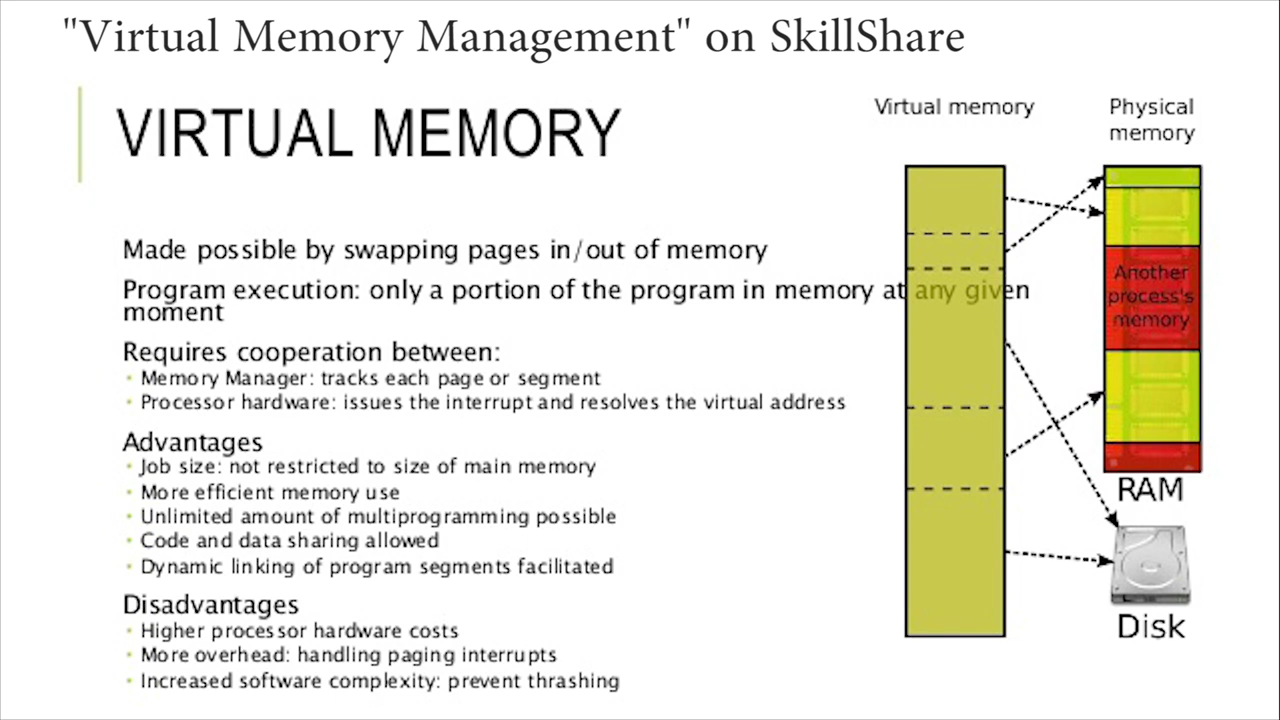 "Virtual Memory Management" on SkillShare
VIRTUAL MEMORY
Made possible by swapping pages in/out of memory
Program execution: only a portion of the program in memory at any given
moment
Requires cooperation between:
• Memory Manager: tracks each page or segment
• Processor hardware: issues the interrupt and resolves the virtual address
Advantages
• Job size: not restricted to size of main memory
• More efficient memory use
• Unlimited amount of multiprogramming possible
• Code and data sharing allowed
• Dynamic linking of program segments facilitated
Disadvantages
• Higher processor hardware costs
• More overhead: handling paging interrupts
• Increased software complexity: prevent thrashing
Virtual memory
Physical
memory
Another
process's
memory
RAM
Disk